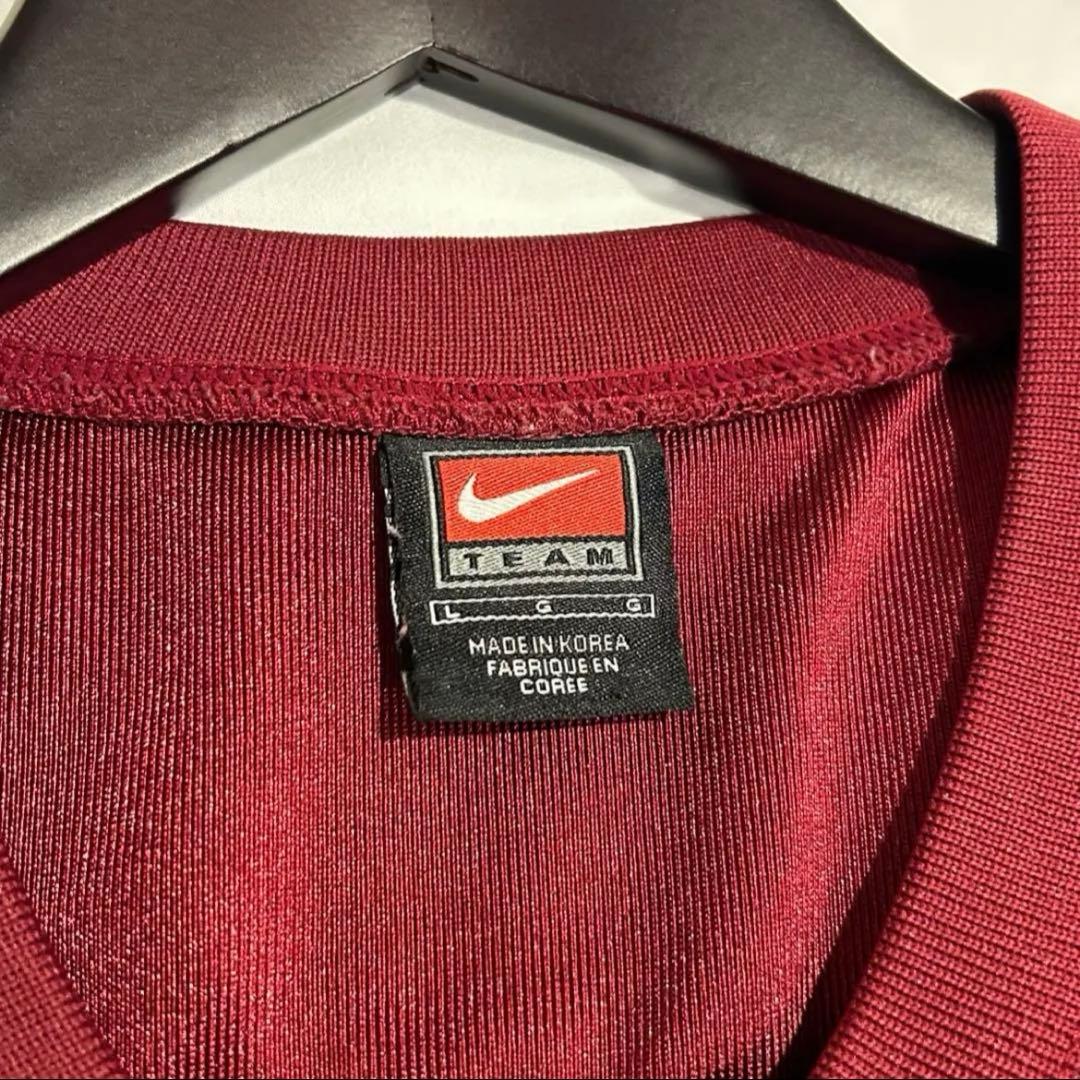 TEAM
L G G
MADE IN KOREA
FABRIQUE EN
COREE